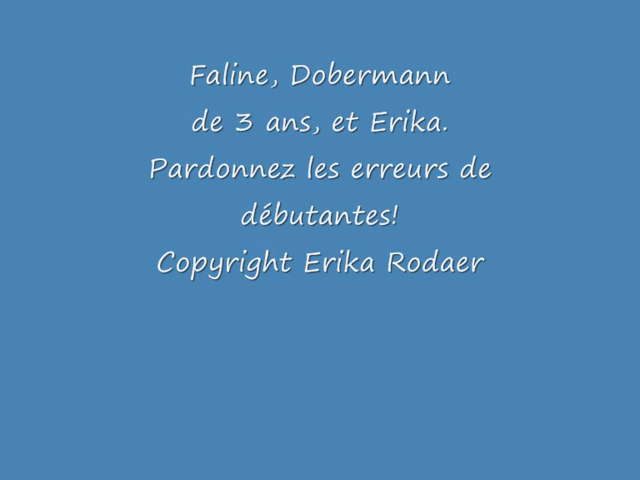 Faline, Dobermann
de 3 ans, et Erika.
Pardonnez les erreurs de
débutantes!
Copyright Erika Rodaer